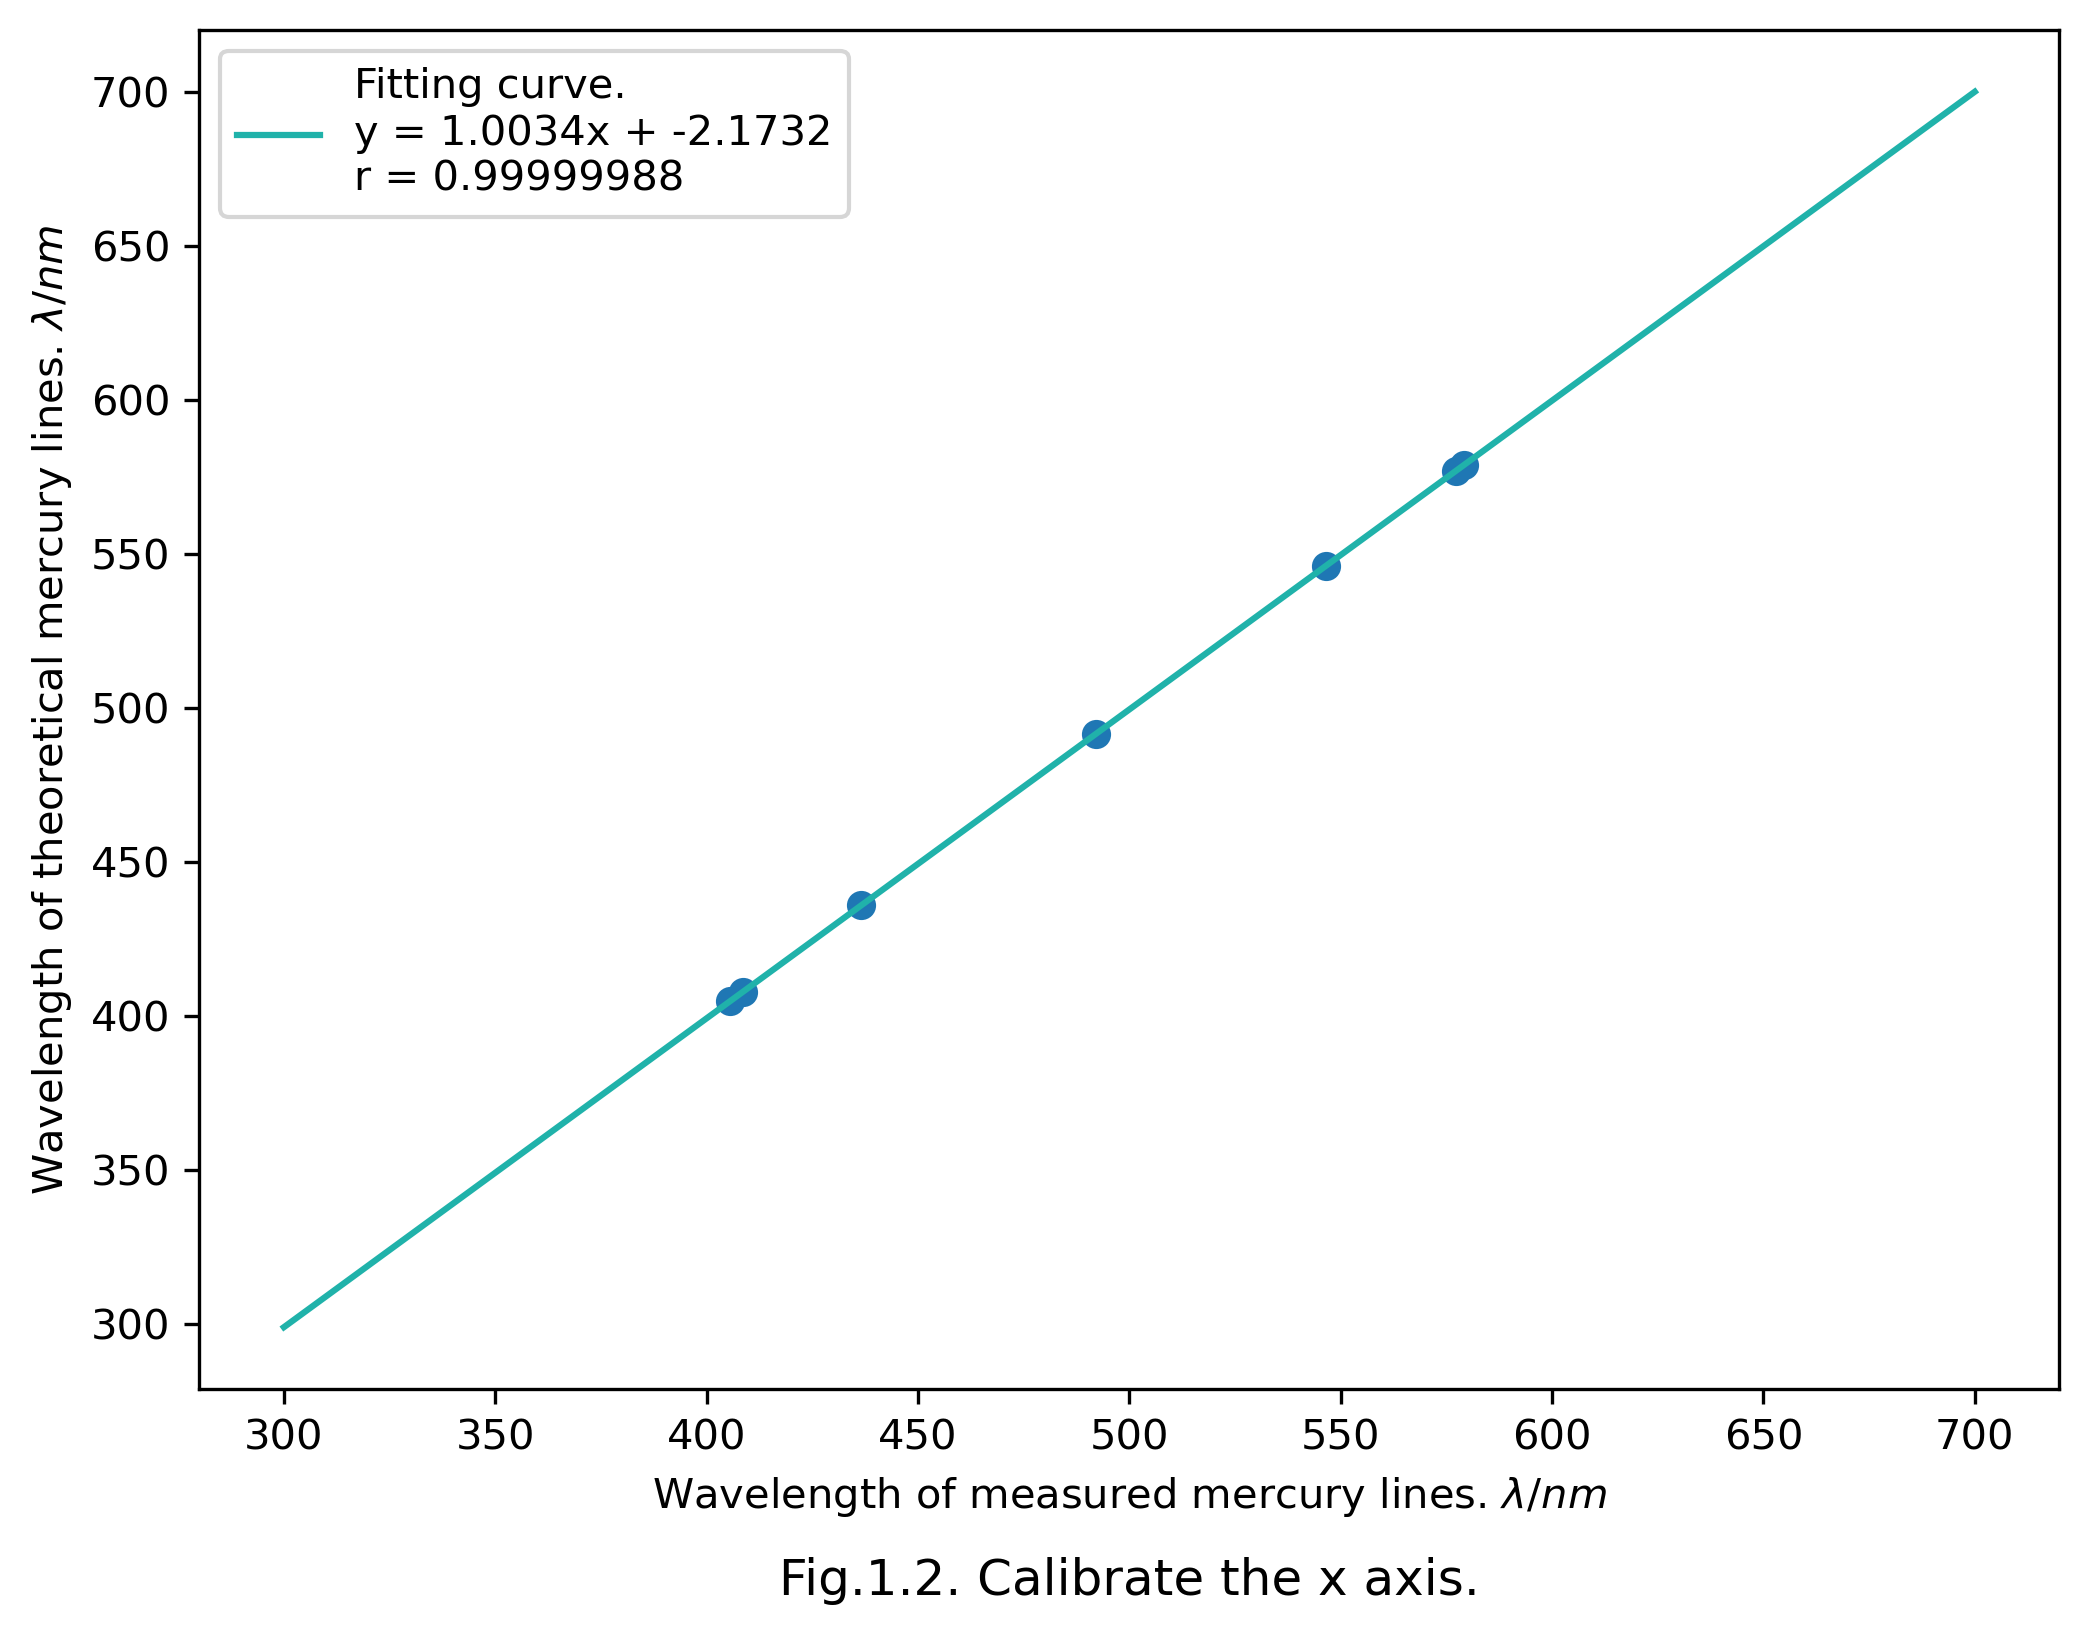 Fitting curve.
y = 1.0034x + -2.1732
r = 0.99999988
Wavelength of theoretical mercury lines. λ/nm
700
650
600
550
500
450
400
350
300
300 350 400 450 500 550 600 650 700
Wavelength of measured mercury lines. λ/nm
Fig.1.2. Calibrate the x axis.